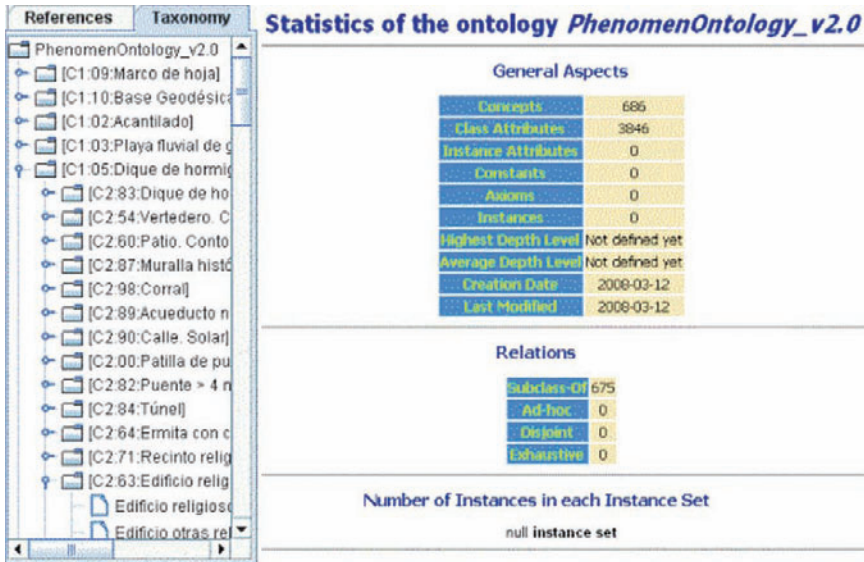 References Taxonomy
PhenomenOntology_v2.0
[C1:09:Marco de hoja]
[C1:10:Base Geodésica
[C1:02:Acantilado]
[C1:03:Playa fluvial de g
[C1:05:Dique de hormig
[C2:83:Dique de ho
[C2:54:Vertedero. C
[C2:60:Patio. Conto
[C2:87:Muralla histó
[C2:98:Corral]
[C2:89:Acueducto n
[C2:90:Calle. Solar]
[C2:00:Patilla de pu
[C2:82:Puente > 4 n
[C2:84:Túnel]
[C2:64:Ermita con c
[C2:71:Recinto relig
[C2:63:Edificio relig
Edificio religioso
Edificio otras rel
Statistics of the ontology PhenomenOntology_v2.0
General Aspects
Concepts 686
Class Attributes 3846
Instance Attributes 0
Constants 0
Axioms 0
Instances 0
Highest Depth Level Not defined yet
Average Depth Level Not defined yet
Creation Date 2008-03-12
Last Modified 2008-03-12
Relations
Subclass-Of 675
Ad-hoc 0
Disjoint 0
Exhaustive 0
Number of Instances in each Instance Set
null instance set